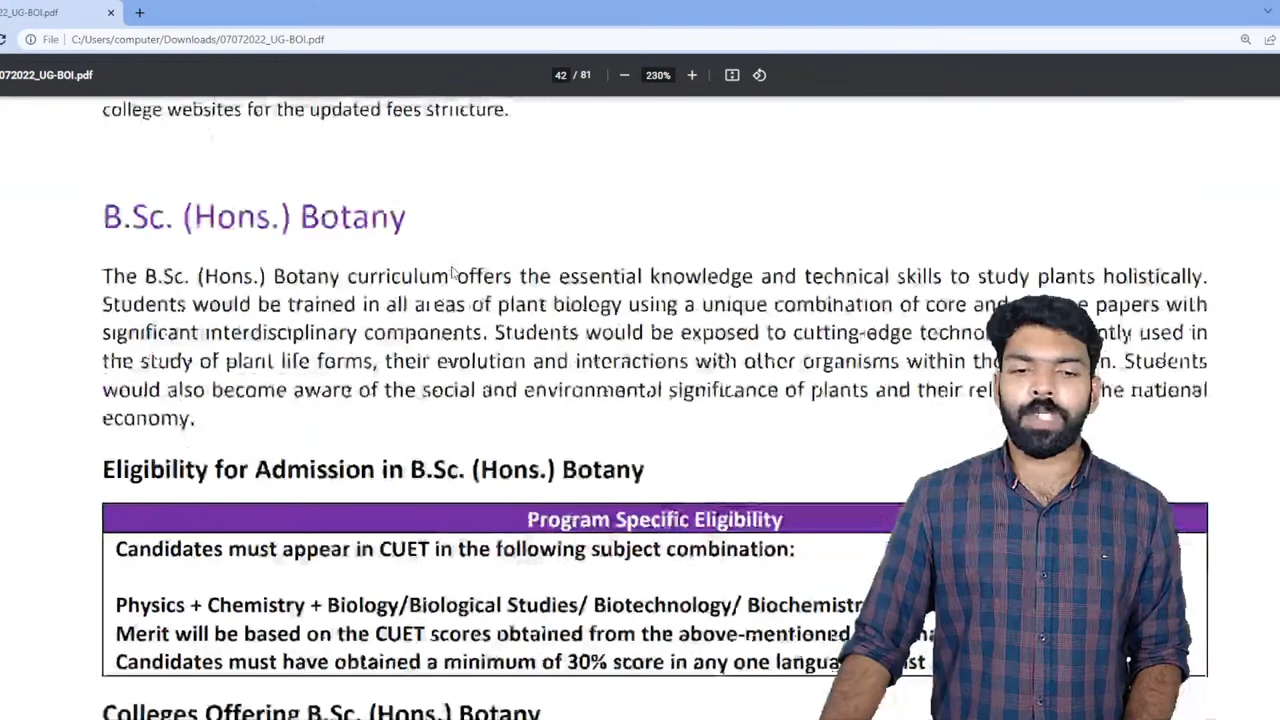 072022_UG-BOI.pdf
File C:/Users/computer/Downloads/07072022_UG-BOI.pdf
072022_UG-BOI.pdf 42 / 81 230%
college websites for the updated fees structure.
B.Sc. (Hons.) Botany
The B.Sc. (Hons.) Botany curriculum offers the essential knowledge and technical skills to study plants holistically.
Students would be trained in all areas of plant biology using a unique combination of core and papers with
significant interdisciplinary components. Students would be exposed to cutting-edge used in
the study of plant life forms, their evolution and interactions with other organisms within Students
would also become aware of the social and environmental significance of plants and their national
economy.
Eligibility for Admission in B.Sc. (Hons.) Botany
Program Specific Eligibility
Candidates must appear in CUET in the following subject combination:
Physics + Chemistry + Biology/Biological Studies/ Biotechnology/
Merit will be based on the CUET scores obtained from the above-mentioned
Candidates must have obtained a minimum of 30% score in any one
Colleges Offering B.Sc. (Hons.) Botany